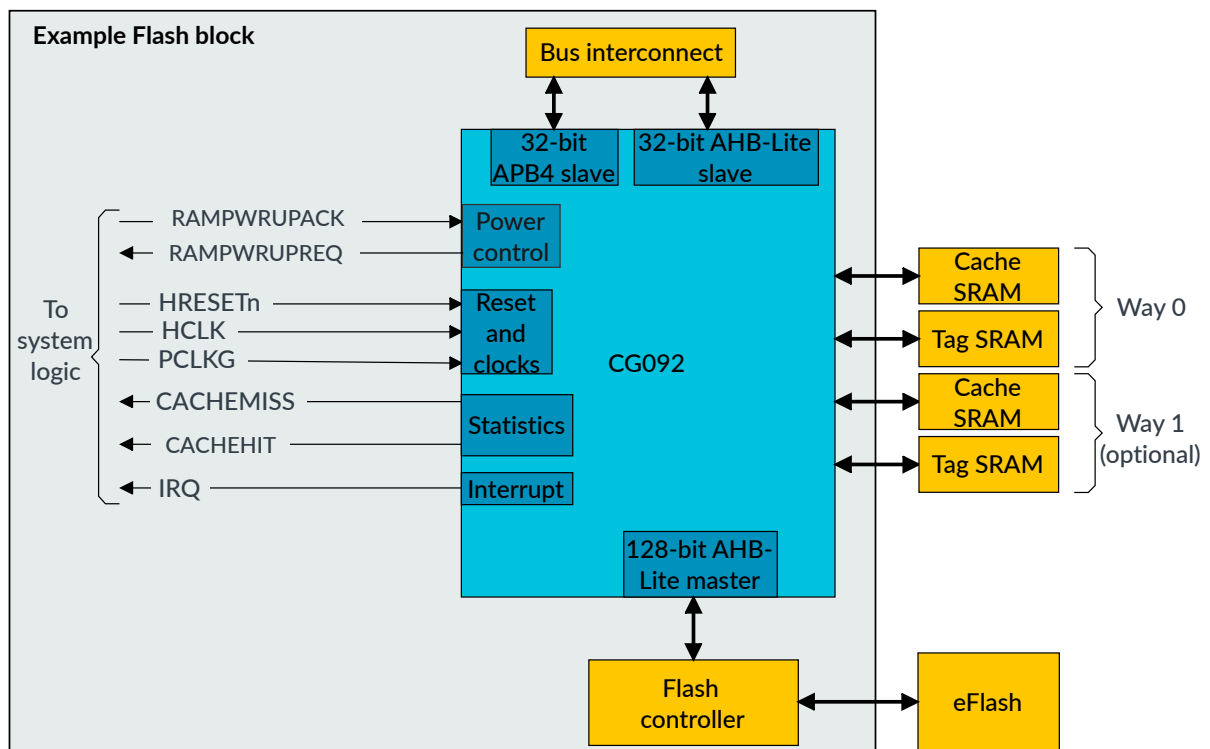 Example Flash block
Bus interconnect
32-bit
APB4 slave
32-bit AHB-Lite
slave
RAMPWRUPACK
RAMPWRUPREQ
Power
control
HRESETn
HCLK
PCLKG
Reset
and
clocks
To
system
logic
CACHEMISS
CACHEHIT
Statistics
IRQ
Interrupt
CG092
Cache
SRAM
Tag SRAM
Way 0
Cache
SRAM
Tag SRAM
Way 1
(optional)
128-bit AHB-
Lite master
Flash
controller
eFlash